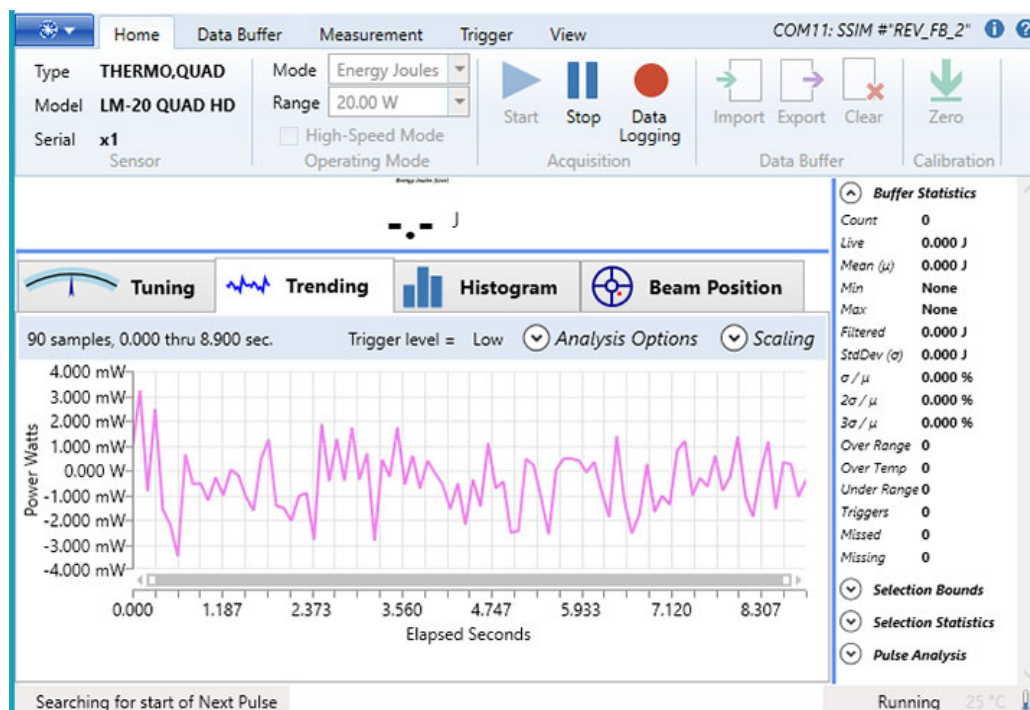 Home Data Buffer Measurement Trigger View COM11: SSIM #"REV_FB_2"
Type THERMO,QUAD
Model LM-20 QUAD HD
Serial x1
Sensor
Mode Energy Joules
Range 20.00 W
High-Speed Mode
Operating Mode
Start Stop Data Logging
Acquisition
Import Export Clear
Data Buffer
Zero
Calibration
Energy Joules (Live)
-.- J
Tuning Trending Histogram Beam Position
90 samples, 0.000 thru 8.900 sec. Trigger level = Low Analysis Options Scaling
Power Watts
4.000 mW
3.000 mW
2.000 mW
1.000 mW
0.000 W
-1.000 mW
-2.000 mW
-3.000 mW
-4.000 mW
0.000 1.187 2.373 3.560 4.747 5.933 7.120 8.307
Elapsed Seconds
Buffer Statistics
Count 0
Live 0.000 J
Mean (μ) 0.000 J
Min None
Max None
Filtered 0.000 J
StdDev (σ) 0.000 J
σ / μ 0.000 %
2σ / μ 0.000 %
3σ / μ 0.000 %
Over Range 0
Over Temp 0
Under Range 0
Triggers 0
Missed 0
Missing 0
Selection Bounds
Selection Statistics
Pulse Analysis
Searching for start of Next Pulse Running 25 °C